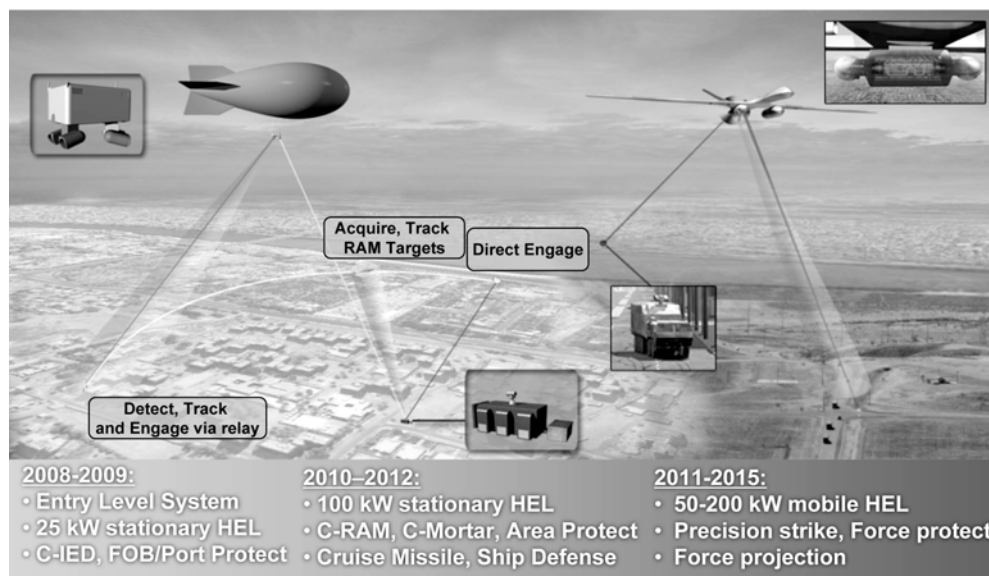 Acquire, Track
RAM Targets
Direct Engage
Detect, Track
and Engage via relay
2008-2009:
• Entry Level System
• 25 kW stationary HEL
• C-IED, FOB/Port Protect
2010–2012:
• 100 kW stationary HEL
• C-RAM, C-Mortar, Area Protect
• Cruise Missile, Ship Defense
2011-2015:
• 50-200 kW mobile HEL
• Precision strike, Force protect
• Force projection